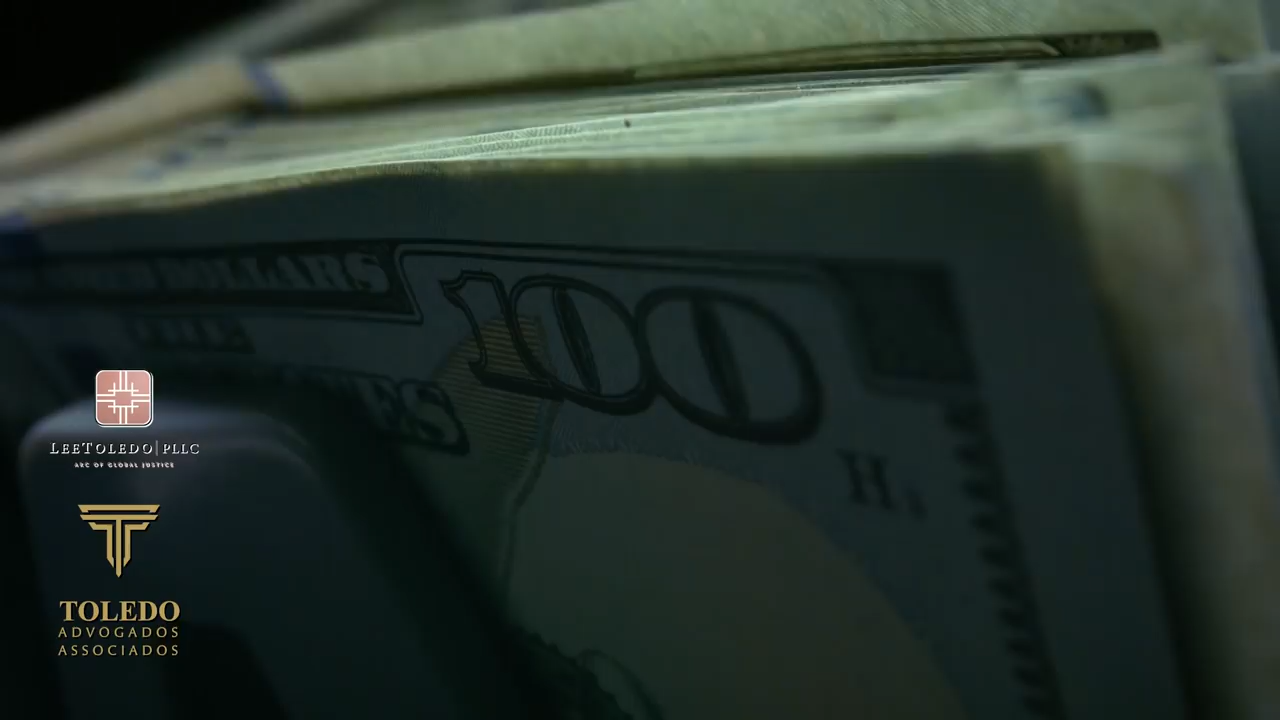 DOLLARS
100
LEETOLEDO|PLLC
ARC OF GLOBAL JUSTICE
TOLEDO
ADVOGADOS
ASSOCIADOS